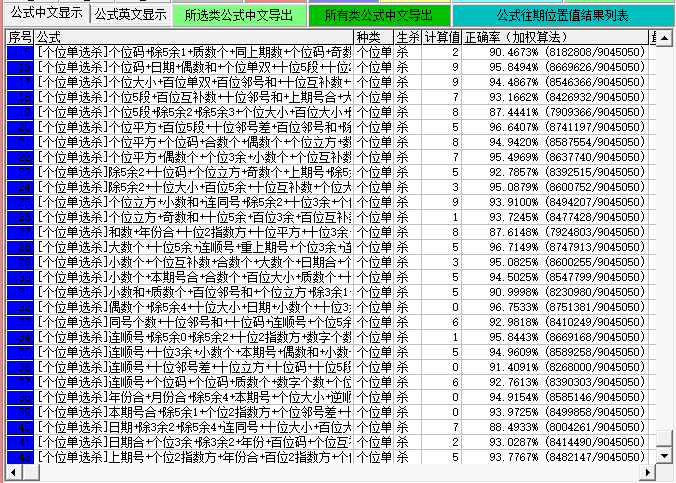 公式中文显示 公式英文显示 所选类公式中文导出 所有类公式中文导出 公式往期位置值结果列表
序号 公式 种类 生杀 计算值 正确率（加权算法）
[个位单选杀]个位码+除5余1+质数个+同上期数+个位码+奇数 个位单 杀 2 90.4673% (8182808/9045050)
[个位单选杀]个位码+日期+偶数和+个位单双+十位5段+十位 个位单 杀 9 95.8494% (8669626/9045050)
[个位单选杀]个位大小+百位单双+百位邻号和+十位互补数+ 个位单 杀 9 94.4867% (8546366/9045050)
[个位单选杀]个位5段+百位互补数+十位邻号和+上期号合+大 个位单 杀 7 93.1662% (8426932/9045050)
[个位单选杀]个位5段+除5余2+除5余3+个位大小+百位大小+ 个位单 杀 8 87.4441% (7909366/9045050)
[个位单选杀]个位平方+百位5段+十位邻号差+百位邻号和+除 个位单 杀 5 96.6407% (8741197/9045050)
[个位单选杀]个位平方+个位码+合数个+偶数个+个位立方+数 个位单 杀 8 94.9420% (8587554/9045050)
[个位单选杀]个位平方+偶数个+个位3余+小数个+个位互补数 个位单 杀 7 95.4969% (8637740/9045050)
[个位单选杀]除5余2+十位码+个位立方+奇数个+上期号+除5 个位单 杀 5 92.7857% (8392515/9045050)
[个位单选杀]除5余2+十位大小+百位5余+十位互补数+个位大 个位单 杀 3 95.0879% (8600752/9045050)
[个位单选杀]个位立方+小数和+连同号+除5余2+十位3余+个 个位单 杀 9 93.9100% (8494207/9045050)
[个位单选杀]个位立方+奇数和+十位5余+百位3余+百位互补 个位单 杀 1 93.7245% (8477428/9045050)
[个位单选杀]和数+年份合+十位2指数方+十位平方+十位3余 个位单 杀 8 87.6148% (7924803/9045050)
[个位单选杀]大数个+十位5余+连顺号+重上期号+个位3余+连 个位单 杀 5 96.7149% (8747913/9045050)
[个位单选杀]小数个+个位互补数+合数个+大数个+日期合+个 个位单 杀 3 95.0825% (8600255/9045050)
[个位单选杀]小数个+本期号合+合数个+百位大小+质数个+十 个位单 杀 5 94.5025% (8547799/9045050)
[个位单选杀]小数和+质数个+百位邻号和+个位立方+除3余1 个位单 杀 5 90.9998% (8230980/9045050)
[个位单选杀]偶数个+除5余4+十位大小+日期+小数个+十位3 个位单 杀 0 96.7533% (8751381/9045050)
[个位单选杀]同号个数+十位邻号和+十位码+连顺号+个位5余 个位单 杀 6 92.9818% (8410249/9045050)
[个位单选杀]连顺号+除5余0+除5余2+十位2指数方+数字个数 个位单 杀 1 95.8443% (8669168/9045050)
[个位单选杀]连顺号+十位3余+小数个+本期号+偶数和+小数 个位单 杀 5 94.9609% (8589258/9045050)
[个位单选杀]连顺号+十位邻号差+十位立方+十位码+十位5段 个位单 杀 0 91.4091% (8268000/9045050)
[个位单选杀]连顺号+个位码+个位码+质数个+数字个数+个位 个位单 杀 6 92.7613% (8390303/9045050)
[个位单选杀]年份合+月份合+除5余4+本期号+个位大小+逆顺 个位单 杀 0 94.9154% (8585146/9045050)
[个位单选杀]本期号合+除5余1+个位2指数方+个位邻号差+十 个位单 杀 0 93.9725% (8499858/9045050)
[个位单选杀]日期+除3余2+除5余4+连同号+十位大小+百位大 个位单 杀 7 88.4933% (8004261/9045050)
[个位单选杀]日期合+个位3余+除3余2+年份+百位码+个位互 个位单 杀 2 93.0287% (8414490/9045050)
[个位单选杀]上期号+个位2指数方+年份合+百位2指数方+个 个位单 杀 5 93.7767% (8482147/9045050)